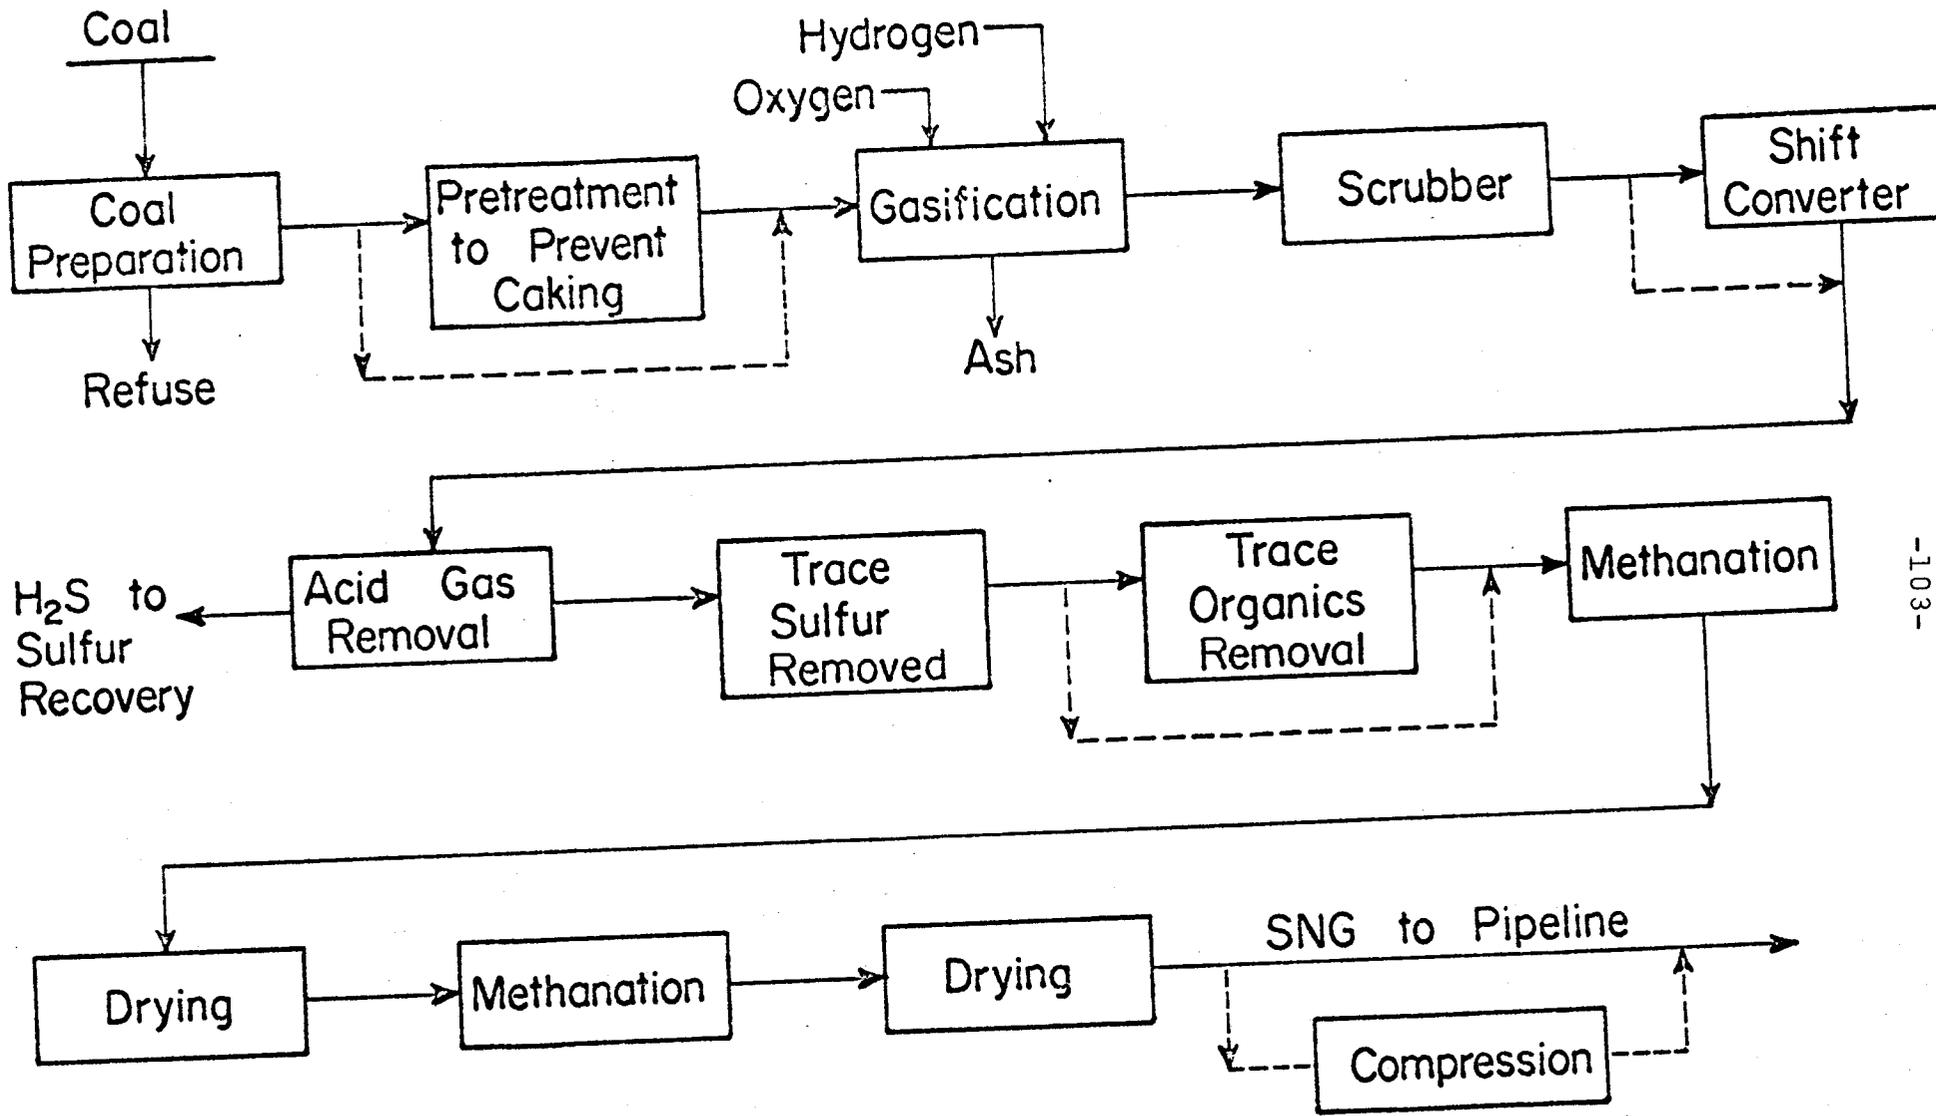 Coal
Hydrogen
Oxygen
Coal
Preparation
Pretreatment
to Prevent
Caking
Gasification
Scrubber
Shift
Converter
Refuse
Ash
H₂S to
Sulfur
Recovery
Acid Gas
Removal
Trace
Sulfur
Removed
Trace
Organics
Removal
Methanation
-103-
Drying
Methanation
Drying
SNG to Pipeline
Compression